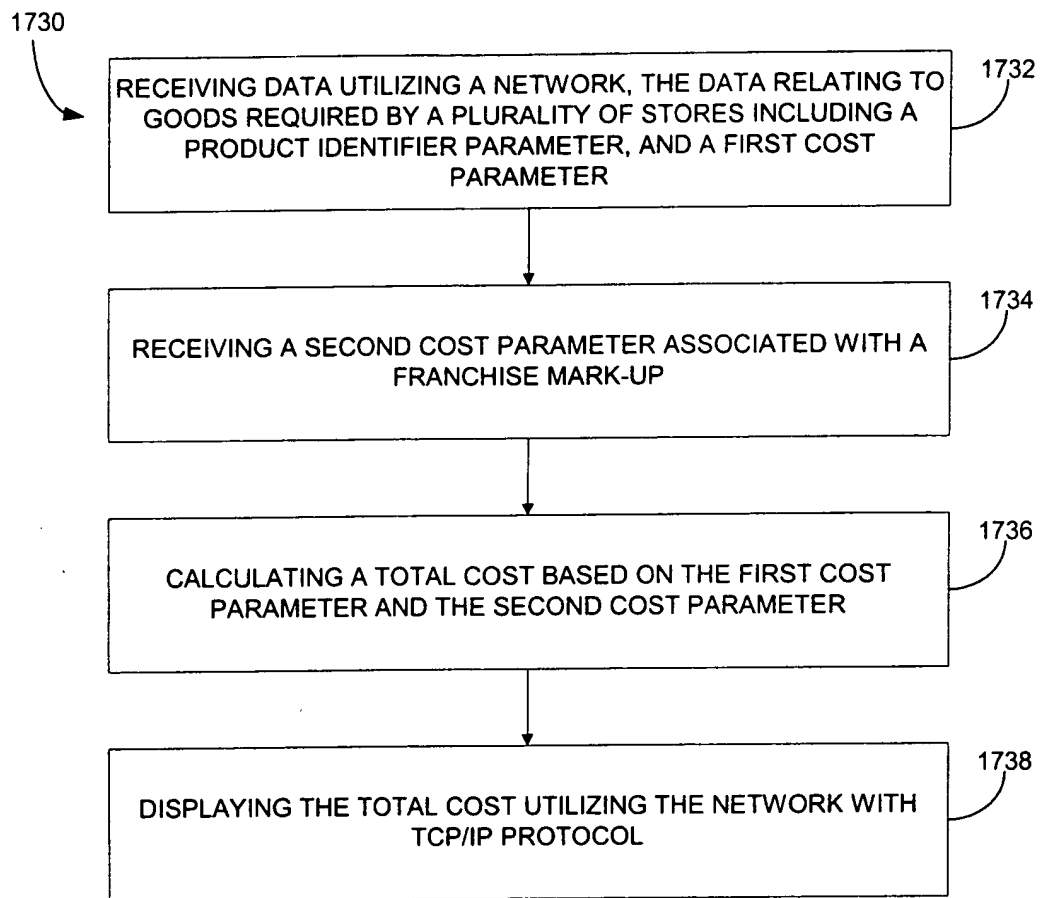 1730
1732
RECEIVING DATA UTILIZING A NETWORK, THE DATA RELATING TO
GOODS REQUIRED BY A PLURALITY OF STORES INCLUDING A
PRODUCT IDENTIFIER PARAMETER, AND A FIRST COST
PARAMETER
1734
RECEIVING A SECOND COST PARAMETER ASSOCIATED WITH A
FRANCHISE MARK-UP
1736
CALCULATING A TOTAL COST BASED ON THE FIRST COST
PARAMETER AND THE SECOND COST PARAMETER
1738
DISPLAYING THE TOTAL COST UTILIZING THE NETWORK WITH
TCP/IP PROTOCOL